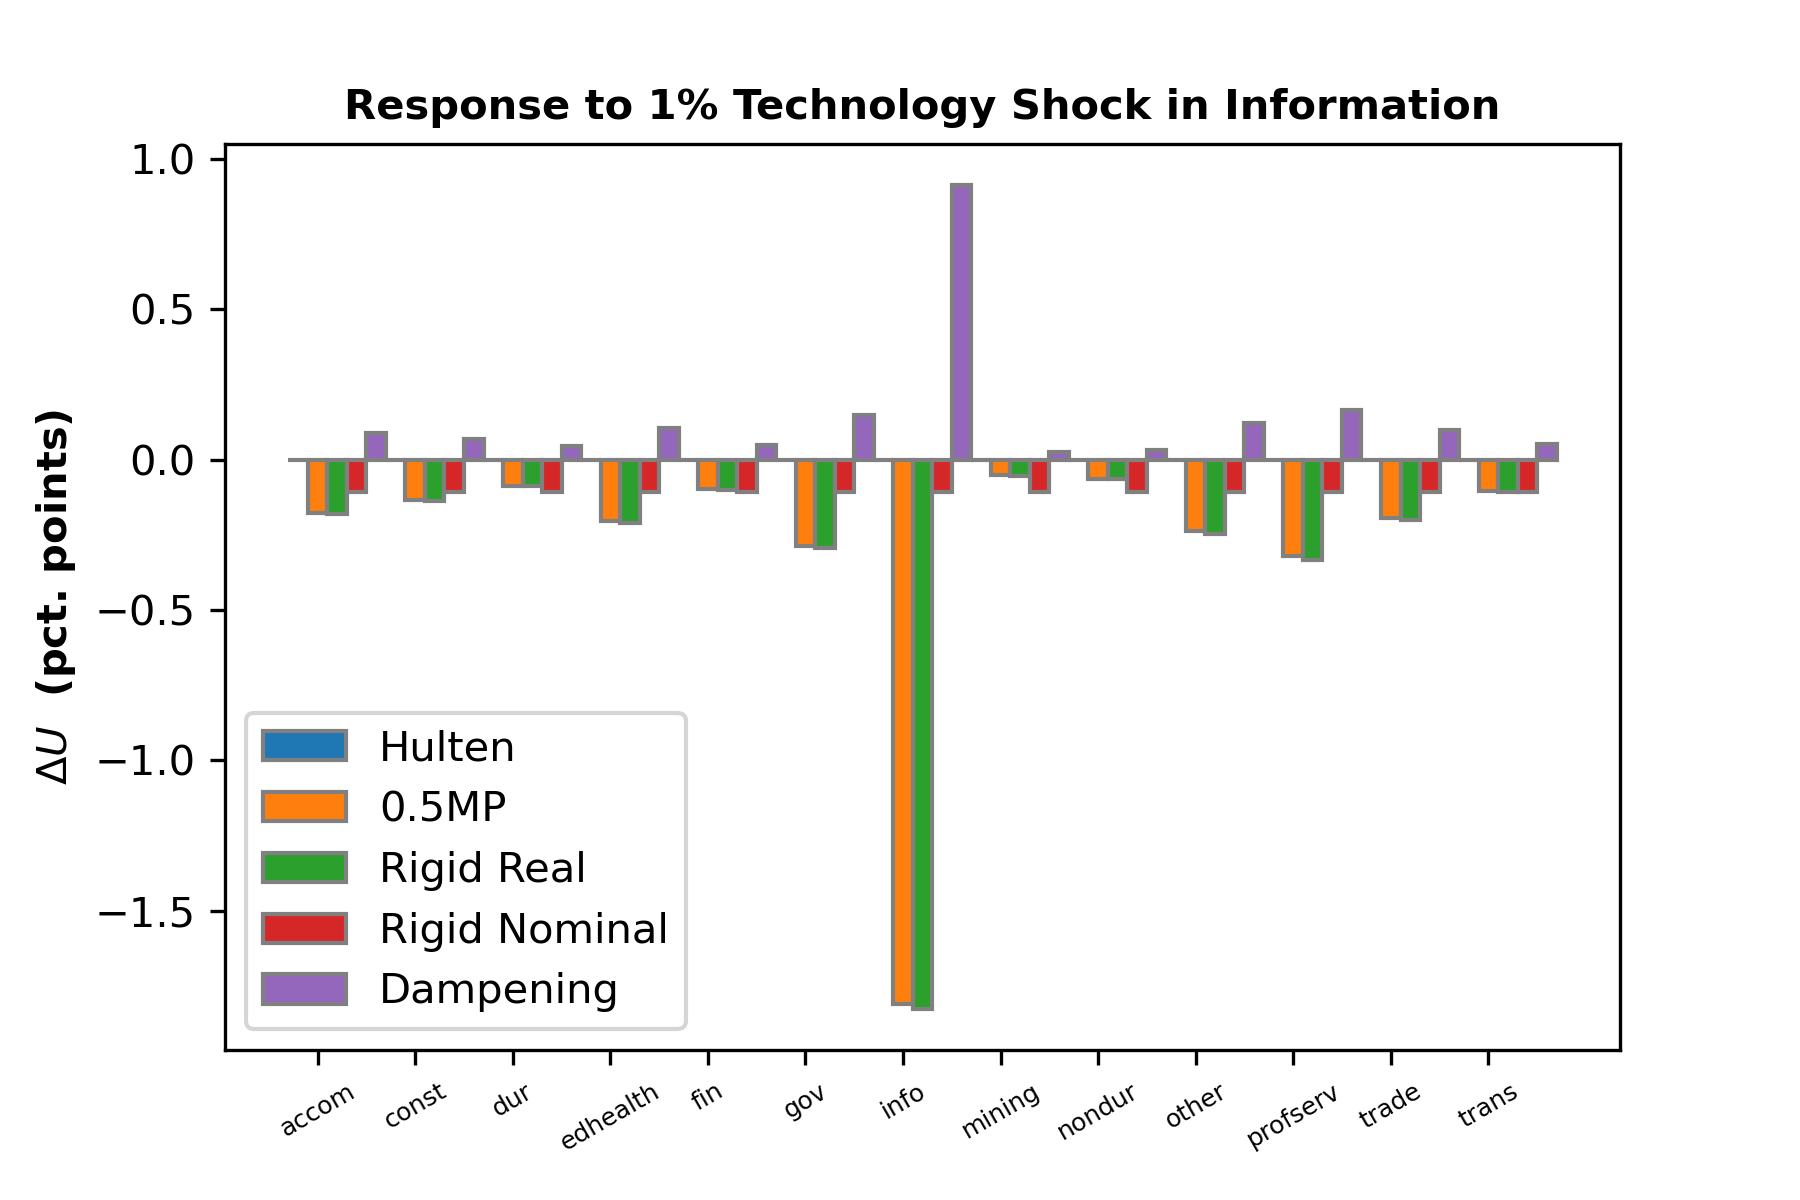 Response to 1% Technology Shock in Information
1.0
0.5
0.0
−0.5
−1.0
−1.5
ΔU (pct. points)
Hulten
0.5MP
Rigid Real
Rigid Nominal
Dampening
accom const dur edhealth fin gov info mining nondur other profserv trade trans